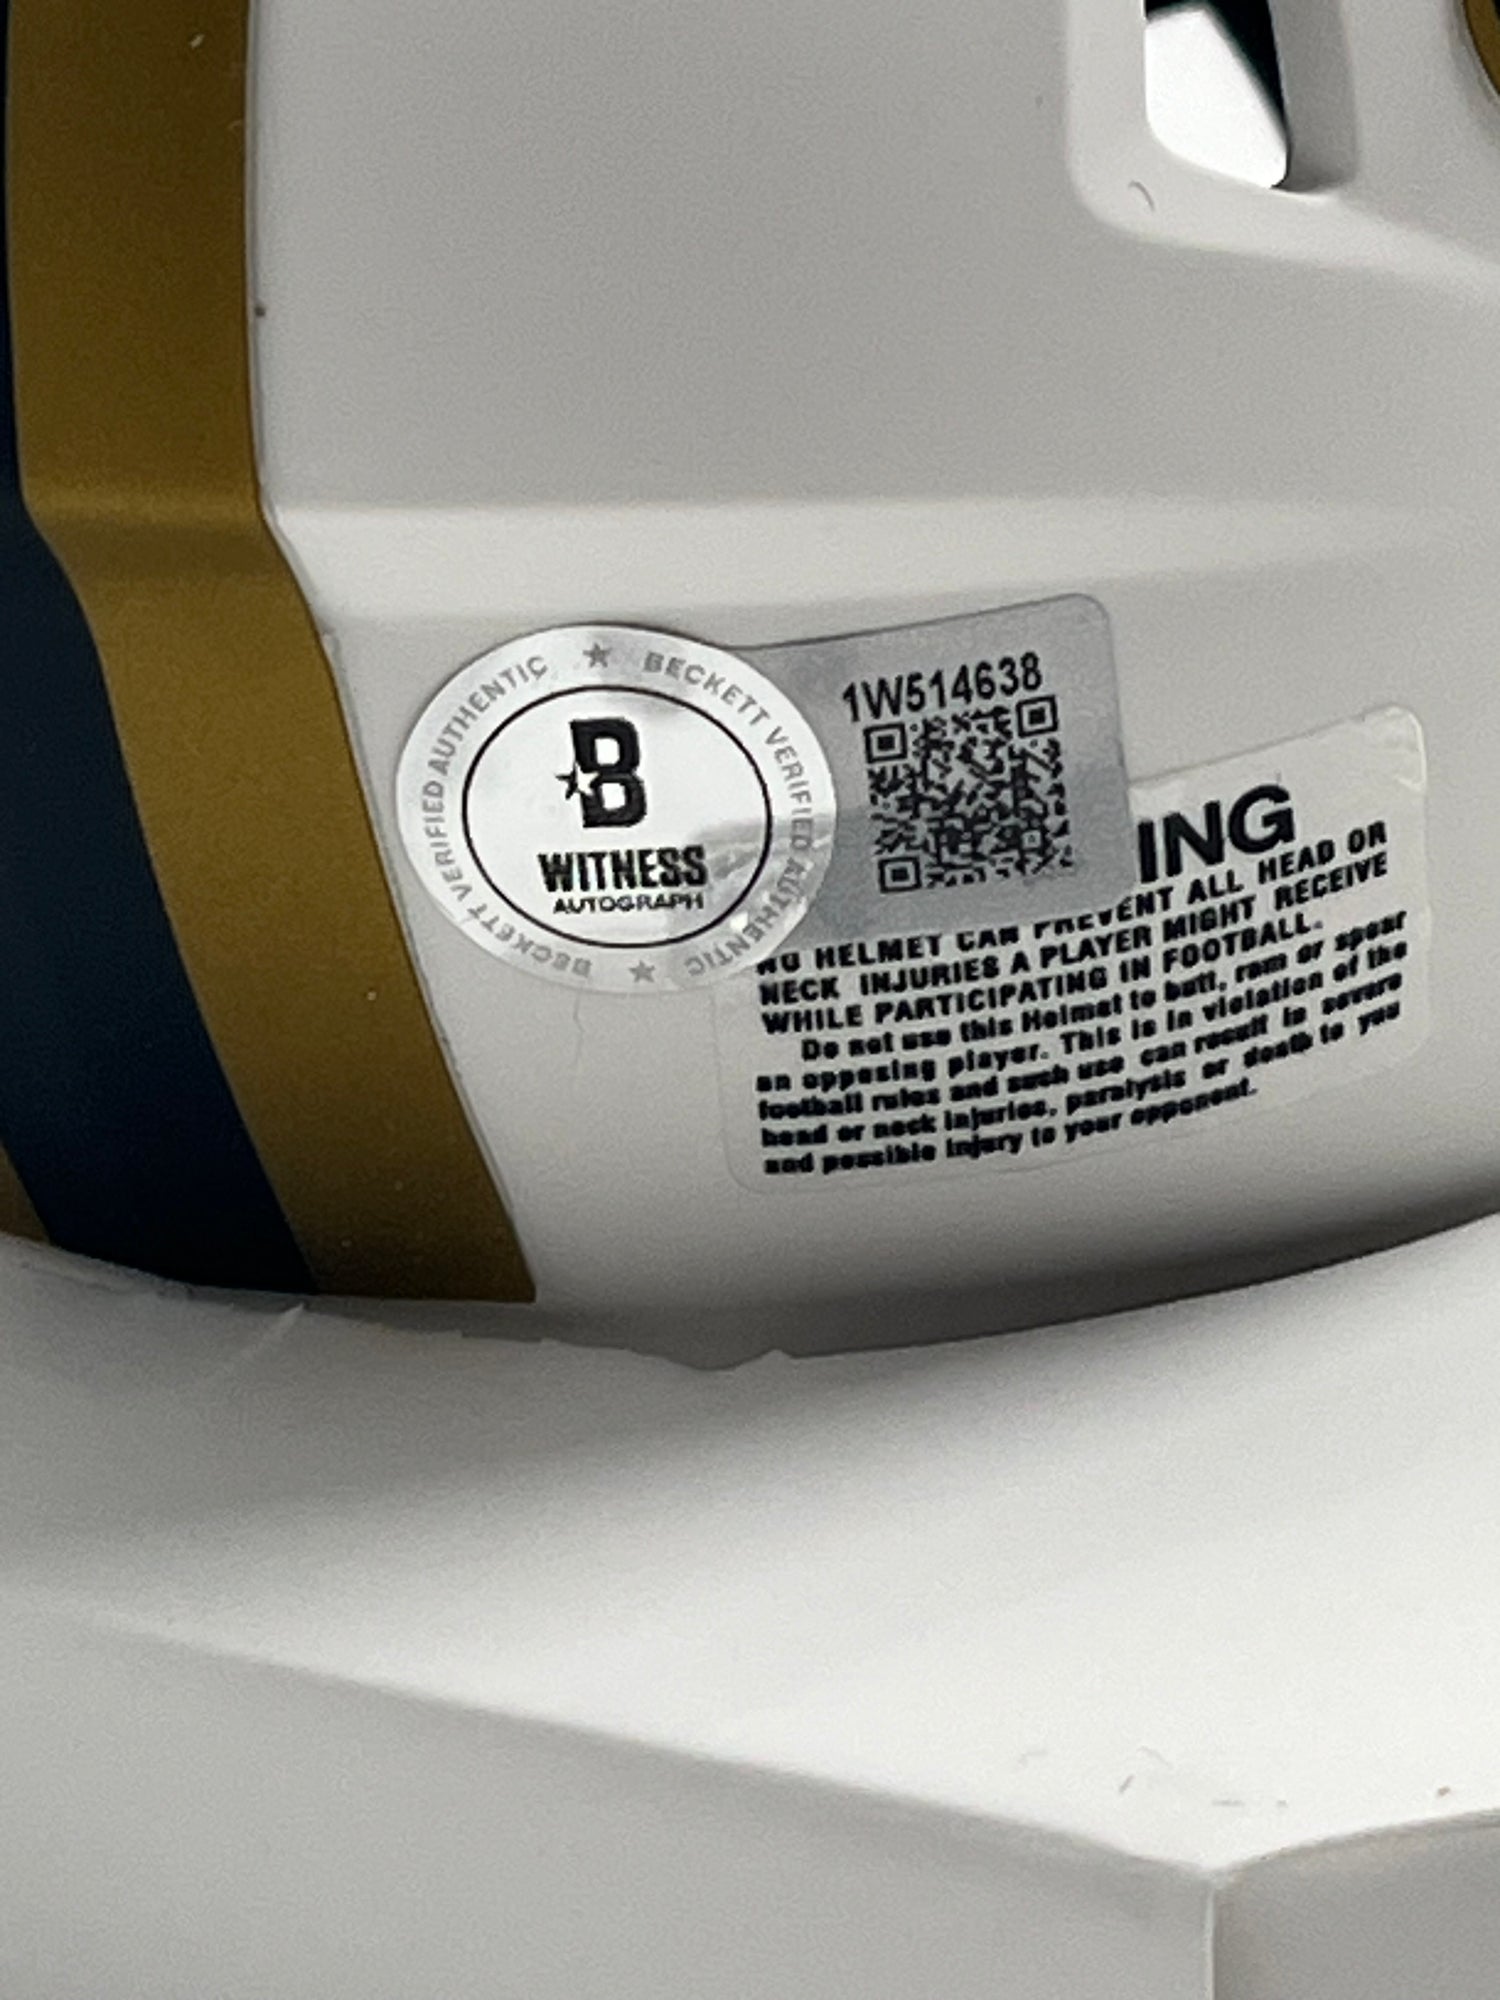 BECKETT VERIFIED AUTHENTIC ★ BECKETT VERIFIED AUTHENTIC ★
B
WITNESS
AUTOGRAPH
1W514638
ING
NO HELMET CAN PREVENT ALL HEAD OR
NECK INJURIES A PLAYER MIGHT RECEIVE
WHILE PARTICIPATING IN FOOTBALL.
Do not use this Helmet to butt, ram or spear
an opposing player. This is in violation of the
football rules and such use can result in severe
head or neck injuries, paralysis or death to you
and possible injury to your opponent.